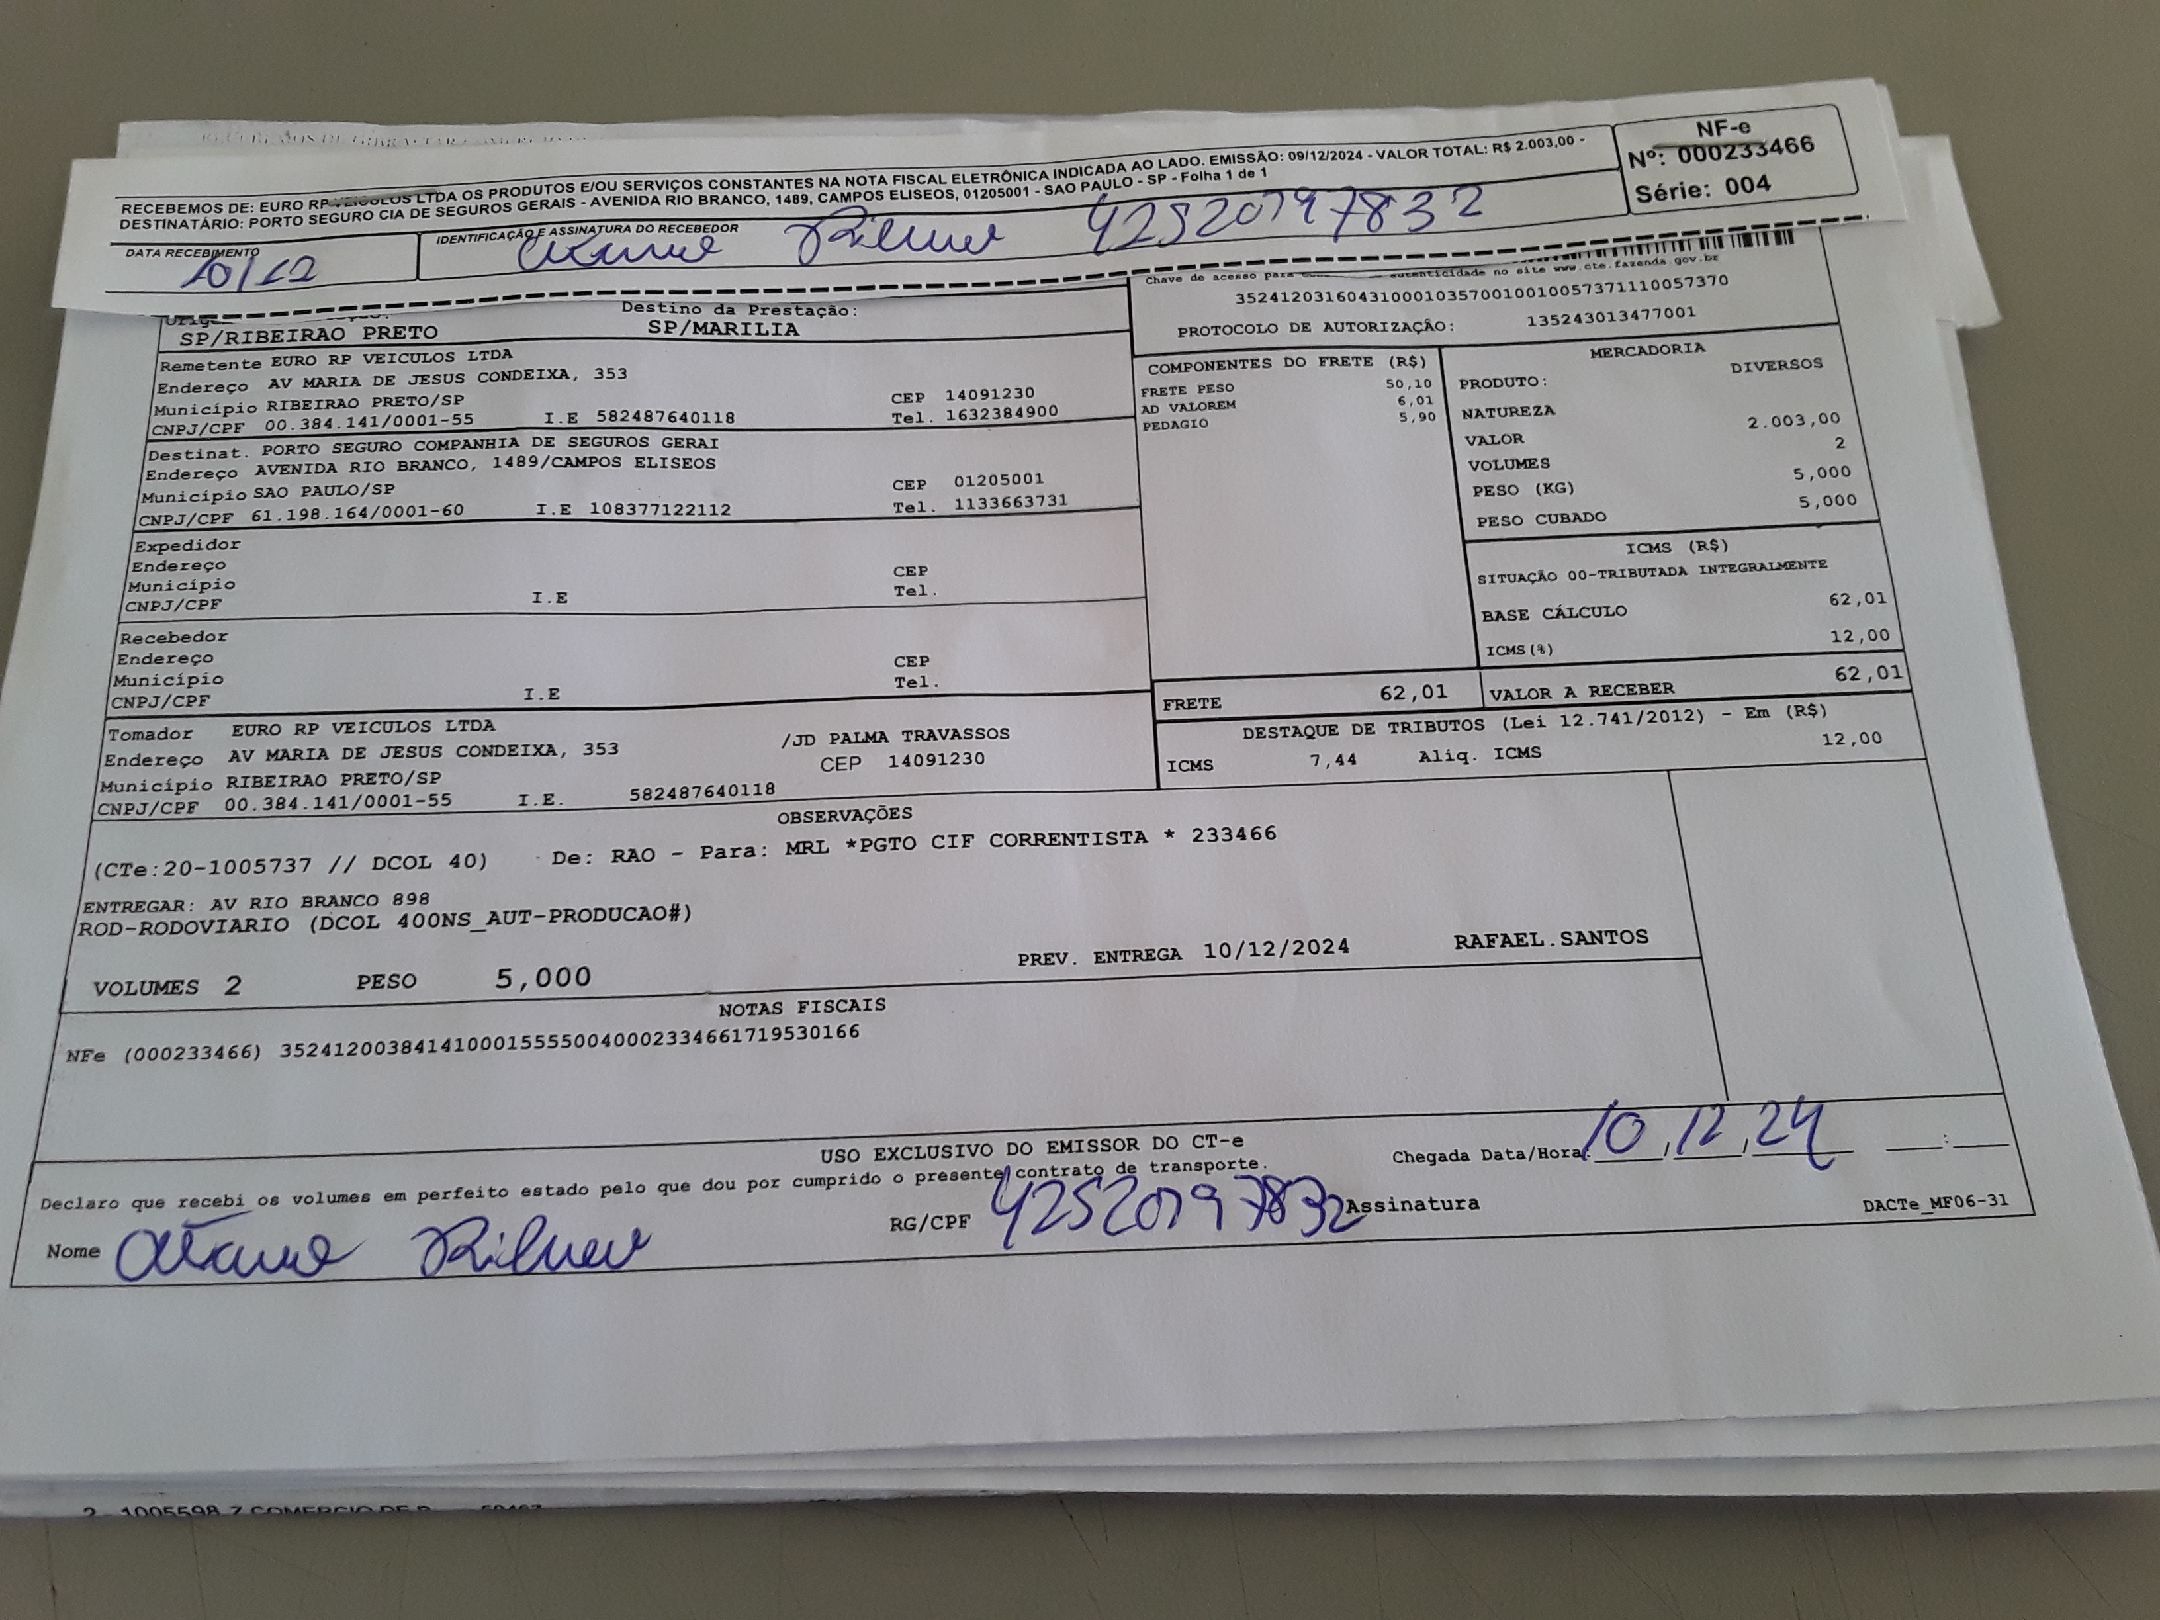 RECEBEMOS DE: EURO RP VEICULOS LTDA OS PRODUTOS E/OU SERVIÇOS CONSTANTES NA NOTA FISCAL ELETRÔNICA INDICADA AO LADO. EMISSÃO: 09/12/2024 - VALOR TOTAL: R$ 2.003,00 -
DESTINATÁRIO: PORTO SEGURO CIA DE SEGUROS GERAIS - AVENIDA RIO BRANCO, 1489, CAMPOS ELISEOS, 01205001 - SAO PAULO - SP - Folha 1 de 1
NF-e
Nº: 000233466
Série: 004
DATA RECEBIMENTO
10/12
IDENTIFICAÇÃO E ASSINATURA DO RECEBEDOR
42520797832
Chave de acesso para autenticidade no site www.cte.fazenda.gov.br
35241203160431000103570010010057371110057370
PROTOCOLO DE AUTORIZAÇÃO: 135243013477001
Destino da Prestação:
SP/RIBEIRAO PRETO SP/MARILIA
Remetente EURO RP VEICULOS LTDA
Endereço AV MARIA DE JESUS CONDEIXA, 353
Município RIBEIRAO PRETO/SP CEP 14091230
CNPJ/CPF 00.384.141/0001-55 I.E 582487640118 Tel. 1632384900
Destinat. PORTO SEGURO COMPANHIA DE SEGUROS GERAI
Endereço AVENIDA RIO BRANCO, 1489/CAMPOS ELISEOS
Município SAO PAULO/SP CEP 01205001
CNPJ/CPF 61.198.164/0001-60 I.E 108377122112 Tel. 1133663731
Expedidor
Endereço
Município CEP
CNPJ/CPF I.E Tel.
Recebedor
Endereço
Município CEP
CNPJ/CPF I.E Tel.
Tomador EURO RP VEICULOS LTDA
Endereço AV MARIA DE JESUS CONDEIXA, 353 /JD PALMA TRAVASSOS
Município RIBEIRAO PRETO/SP CEP 14091230
CNPJ/CPF 00.384.141/0001-55 I.E. 582487640118
COMPONENTES DO FRETE (R$)
FRETE PESO 50,10
AD VALOREM 6,01
PEDAGIO 5,90
MERCADORIA
PRODUTO: DIVERSOS
NATUREZA
VALOR 2.003,00
VOLUMES 2
PESO (KG) 5,000
PESO CUBADO 5,000
ICMS (R$)
SITUAÇÃO 00-TRIBUTADA INTEGRALMENTE
BASE CÁLCULO 62,01
ICMS(%) 12,00
FRETE 62,01 VALOR A RECEBER 62,01
DESTAQUE DE TRIBUTOS (Lei 12.741/2012) - Em (R$)
ICMS 7,44 Aliq. ICMS 12,00
OBSERVAÇÕES
(CTe:20-1005737 // DCOL 40) De: RAO - Para: MRL *PGTO CIF CORRENTISTA * 233466
ENTREGAR: AV RIO BRANCO 898
ROD-RODOVIARIO (DCOL 400NS_AUT-PRODUCAO#)
VOLUMES 2 PESO 5,000 PREV. ENTREGA 10/12/2024 RAFAEL.SANTOS
NOTAS FISCAIS
NFe (000233466) 35241200384141000155550040002334661719530166
USO EXCLUSIVO DO EMISSOR DO CT-e
Declaro que recebi os volumes em perfeito estado pelo que dou por cumprido o presente contrato de transporte.
Chegada Data/Hora: 10,12,24 :
Nome RG/CPF 42520797832 Assinatura
DACTe_MF06-31